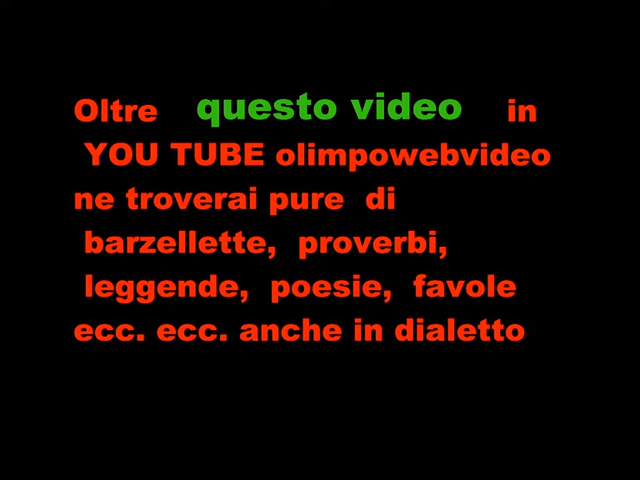 Oltre questo video in
YOU TUBE olimpowebvideo
ne troverai pure di
barzellette, proverbi,
leggende, poesie, favole
ecc. ecc. anche in dialetto